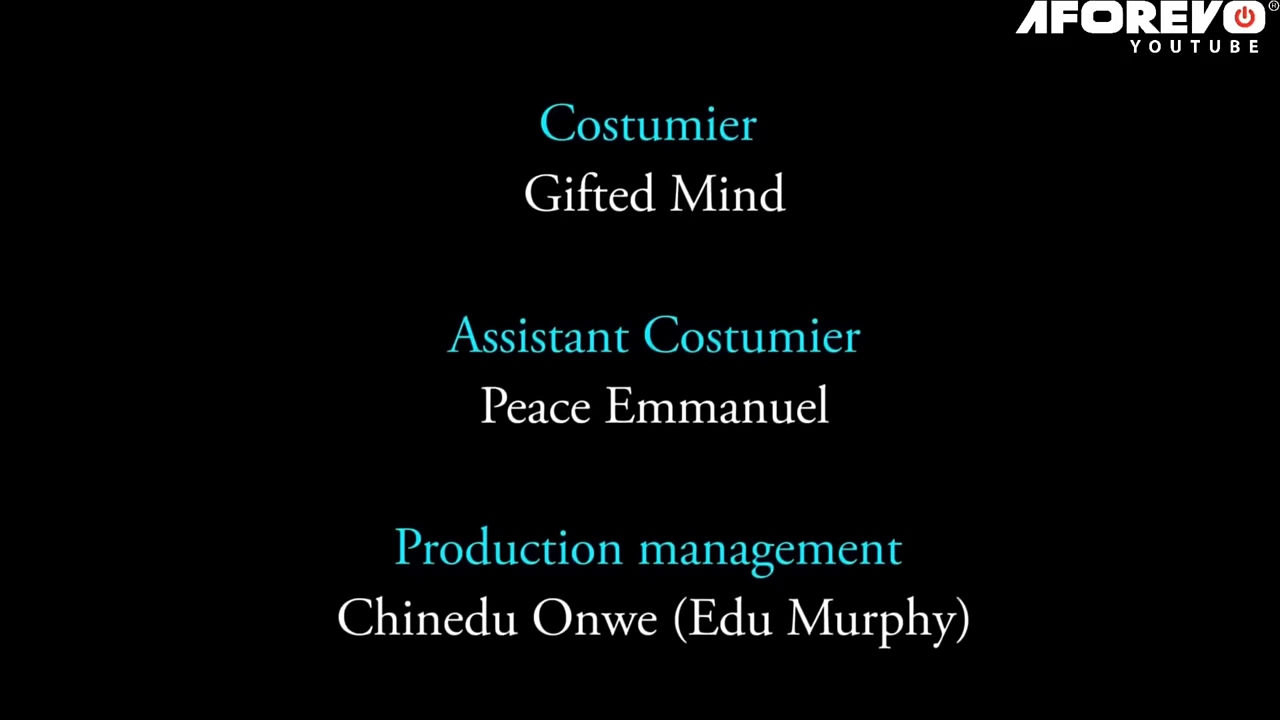 AFOREVO
YOUTUBE
Costumier
Gifted Mind
Assistant Costumier
Peace Emmanuel
Production management
Chinedu Onwe (Edu Murphy)